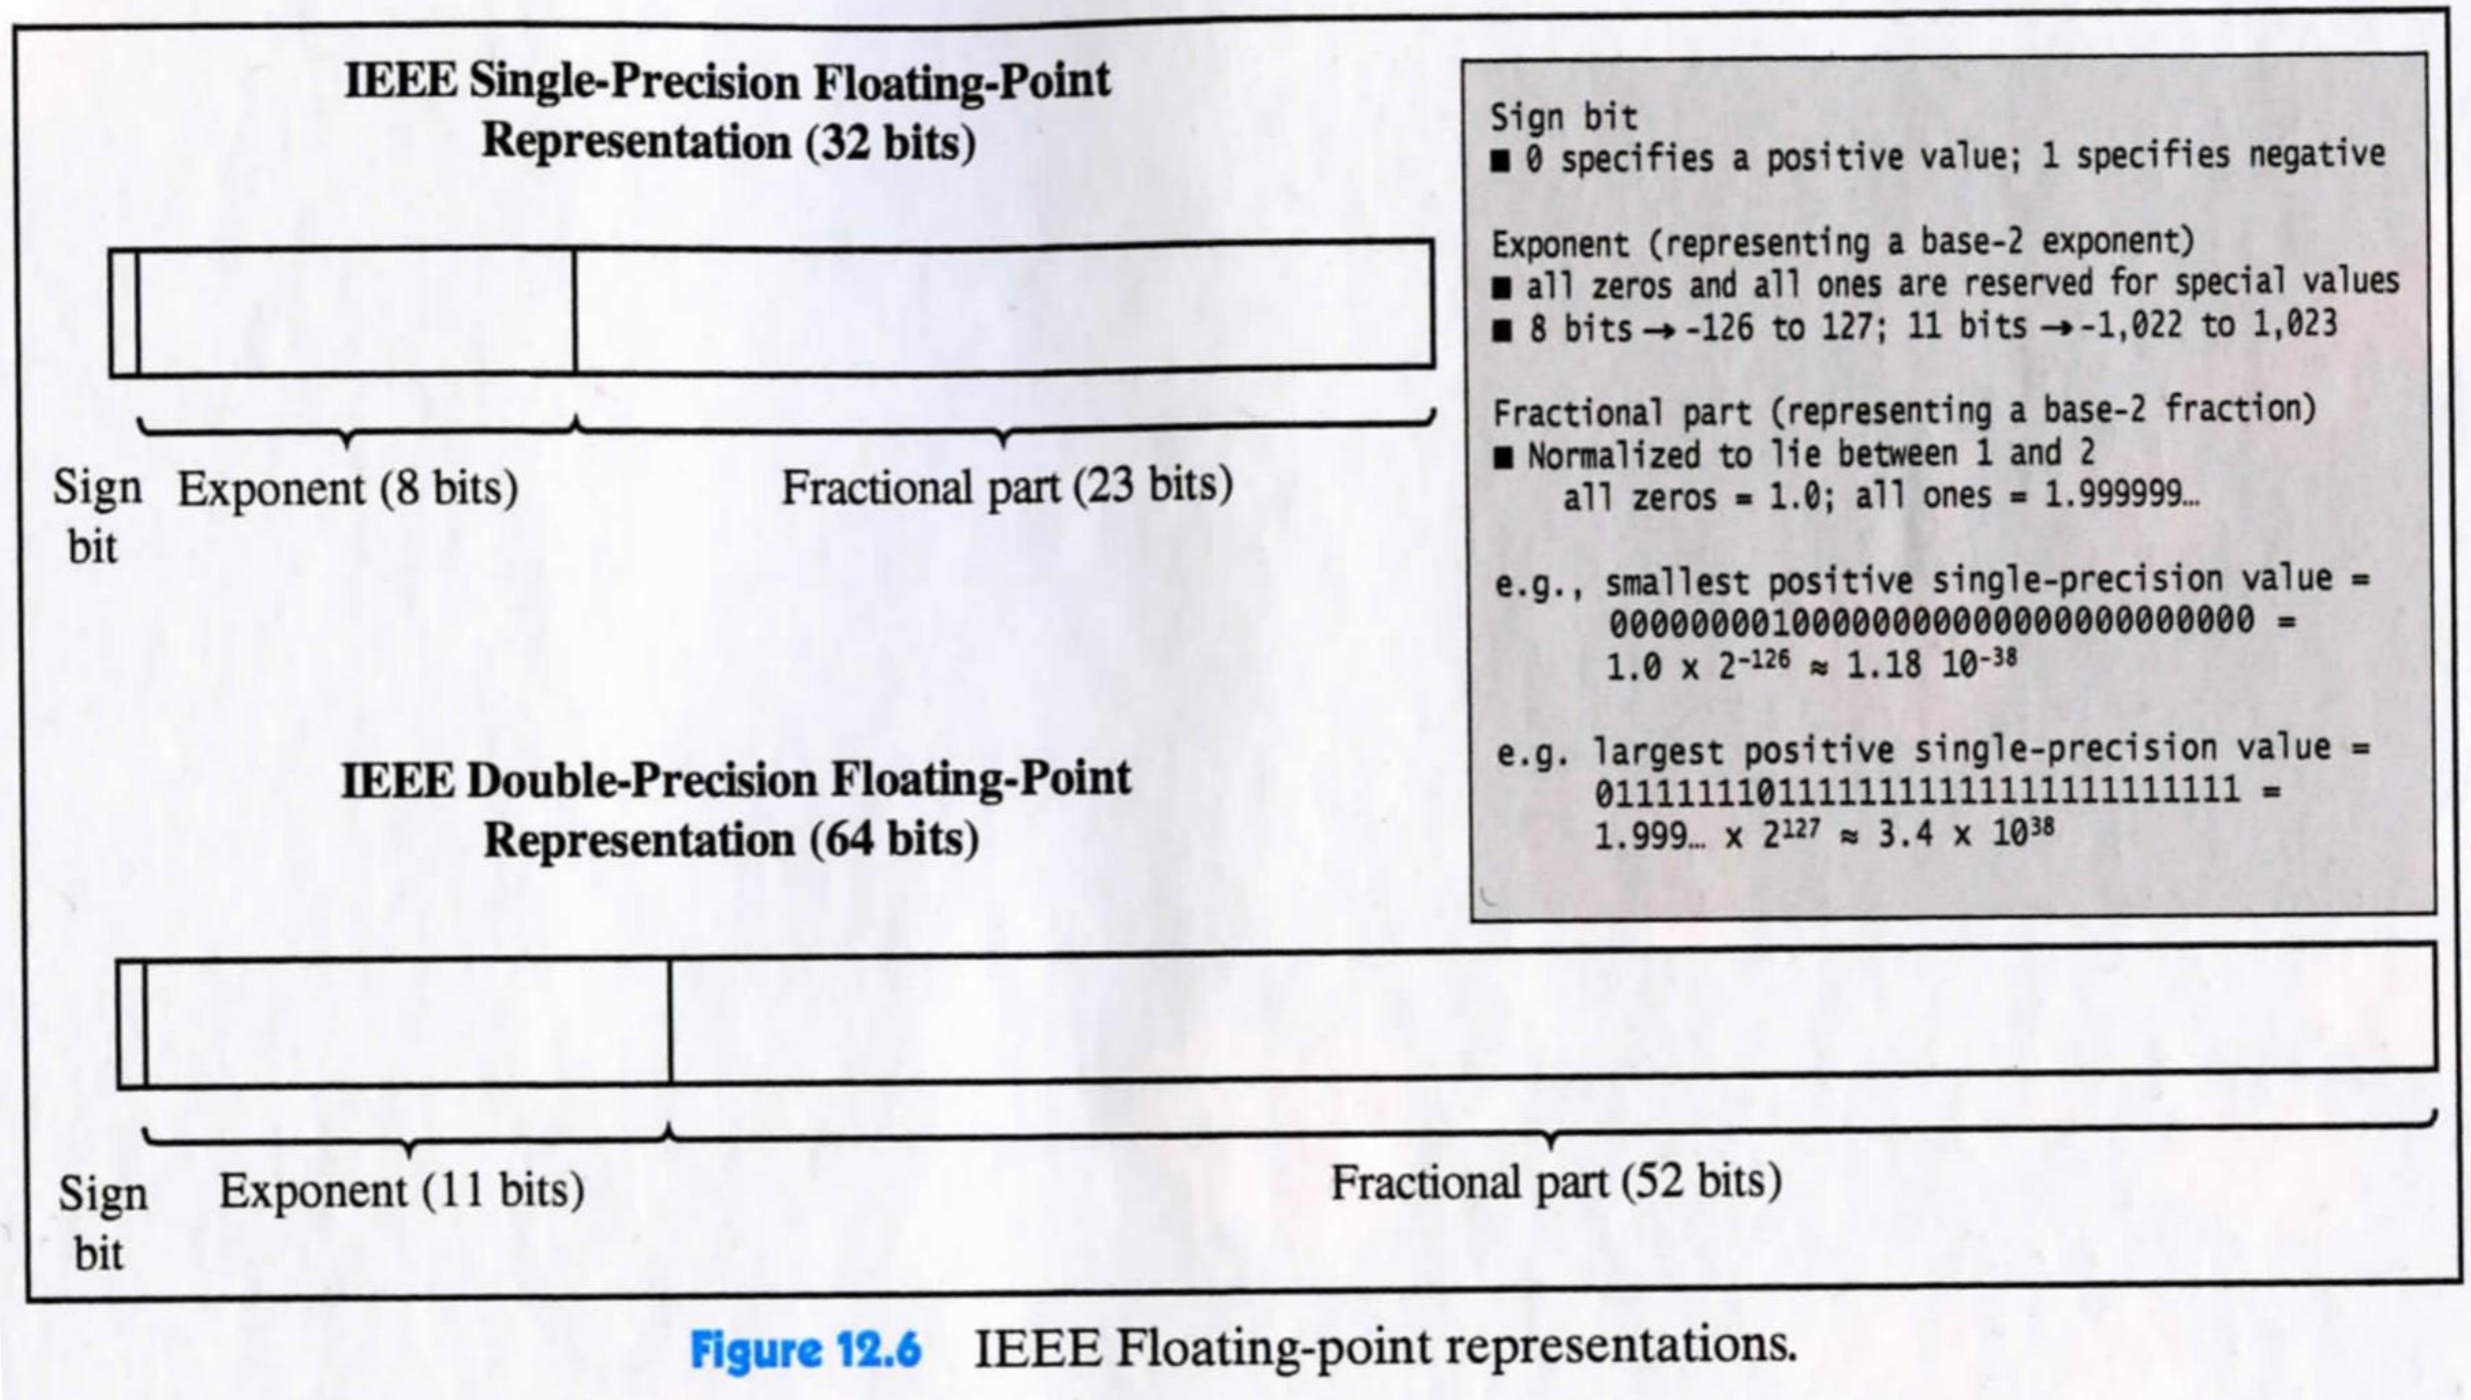 IEEE Single-Precision Floating-Point
Representation (32 bits)
Sign
bit
Exponent (8 bits)
Fractional part (23 bits)
Sign bit
■ 0 specifies a positive value; 1 specifies negative
Exponent (representing a base-2 exponent)
■ all zeros and all ones are reserved for special values
■ 8 bits → -126 to 127; 11 bits → -1,022 to 1,023
Fractional part (representing a base-2 fraction)
■ Normalized to lie between 1 and 2
all zeros = 1.0; all ones = 1.999999…
e.g., smallest positive single-precision value =
00000000100000000000000000000000 =
1.0 x 2⁻¹²⁶ ≈ 1.18 10⁻³⁸
e.g. largest positive single-precision value =
01111111011111111111111111111111 =
1.999… x 2¹²⁷ ≈ 3.4 x 10³⁸
IEEE Double-Precision Floating-Point
Representation (64 bits)
Sign
bit
Exponent (11 bits)
Fractional part (52 bits)
Figure 12.6 IEEE Floating-point representations.